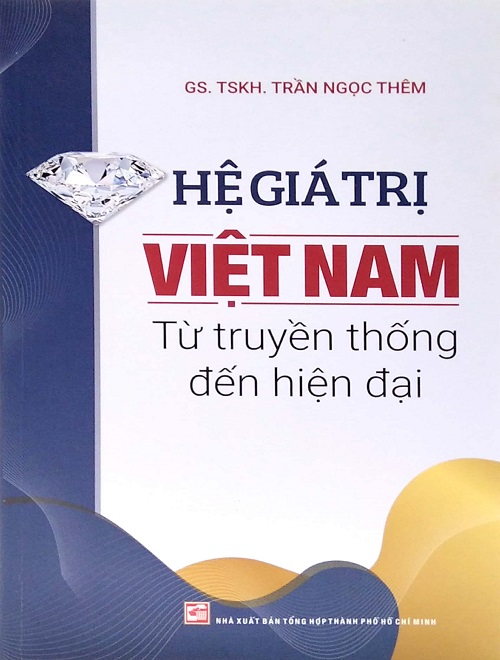 GS. TSKH. TRẦN NGỌC THÊM
HỆ GIÁ TRỊ
VIỆT NAM
Từ truyền thống
đến hiện đại
NHÀ XUẤT BẢN TỔNG HỢP THÀNH PHỐ HỒ CHÍ MINH